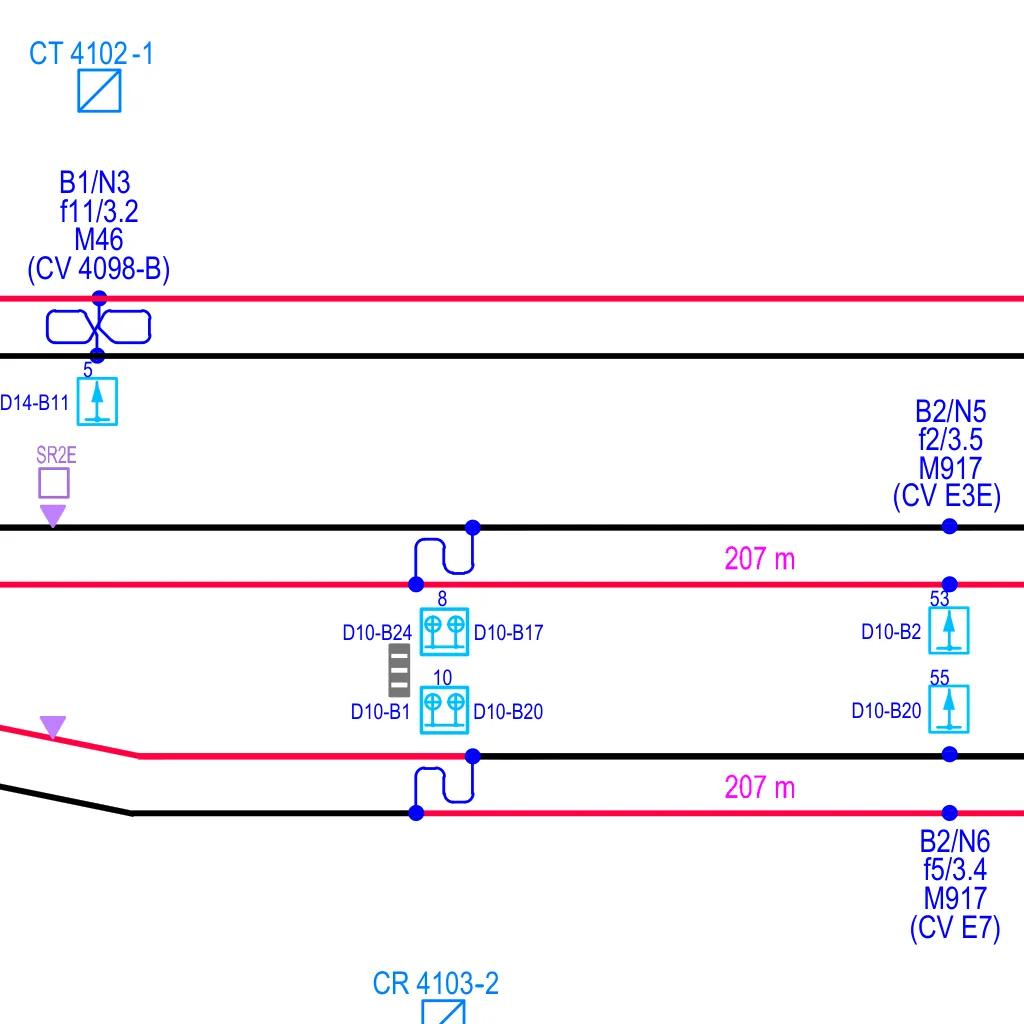 CT 4102-1
B1/N3
f11/3.2
M46
(CV 4098-B)
5
D14-B11
SR2E
B2/N5
f2/3.5
M917
(CV E3E)
207 m
8
D10-B24
D10-B17
53
D10-B2
10
D10-B1
D10-B20
55
D10-B20
207 m
B2/N6
f5/3.4
M917
(CV E7)
CR 4103-2